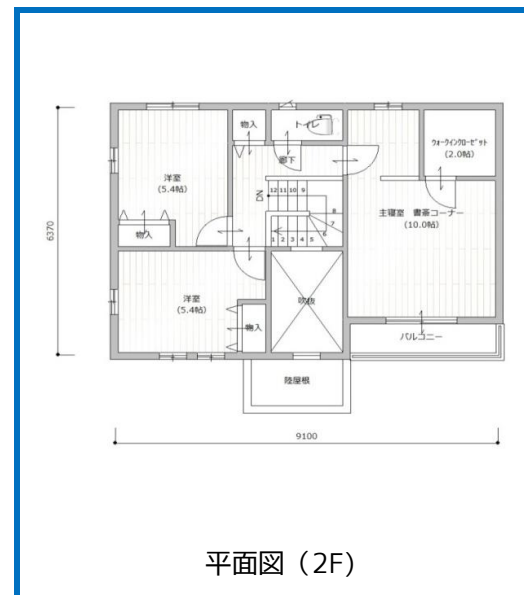 物入
トイレ
廊下
ウォークインクローゼット
(2.0帖)
洋室
(5.4帖)
DN
12 11 10 9
8
7
6
1 2 3 4 5
主寝室 書斎コーナー
(10.0帖)
物入
6370
洋室
(5.4帖)
物入
吹抜
バルコニー
陸屋根
9100
平面図（2F)